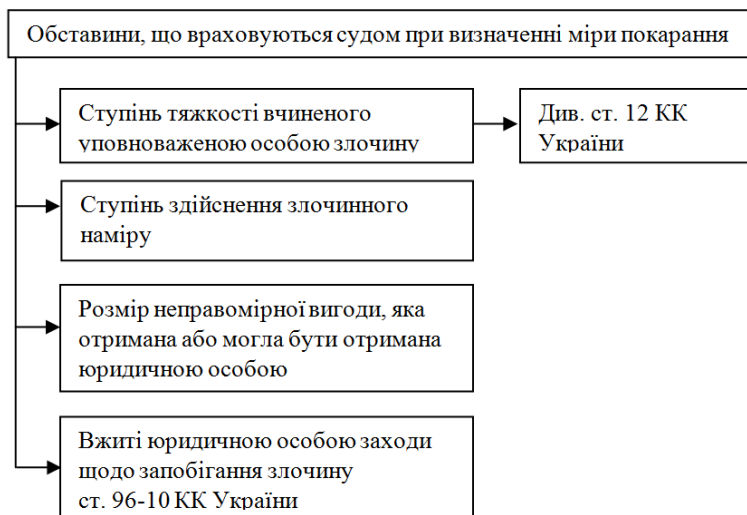 Обставини, що враховуються судом при визначенні міри покарання
Ступінь тяжкості вчиненого
уповноваженою особою злочину
Див. ст. 12 КК
України
Ступінь здійснення злочинного
наміру
Розмір неправомірної вигоди, яка
отримана або могла бути отримана
юридичною особою
Вжиті юридичною особою заходи
щодо запобігання злочину
ст. 96-10 КК України